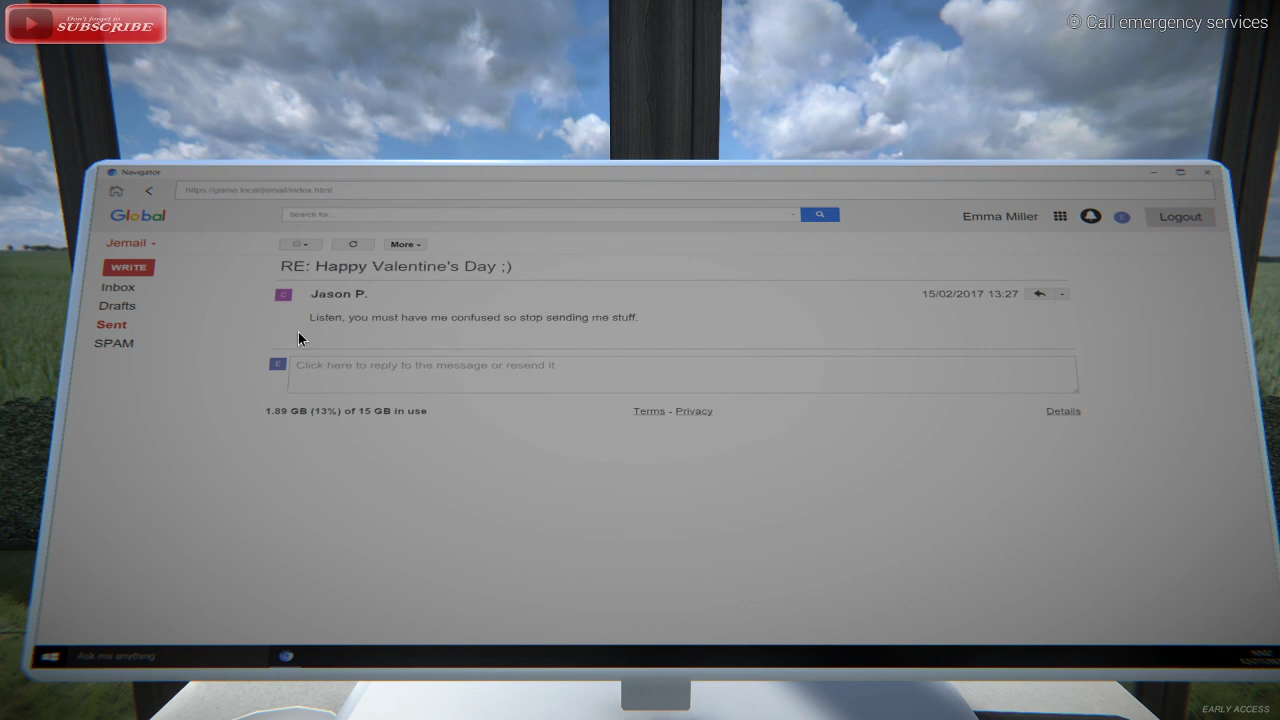 Don't forget to
SUBSCRIBE
Call emergency services
Navigator
https://game.local/jemail/index.html
Global
Search for...
Emma Miller
E
Logout
Jemail
More
WRITE
RE: Happy Valentine's Day ;)
Inbox
C
Jason P.
15/02/2017 13:27
Drafts
Listen, you must have me confused so stop sending me stuff.
Sent
SPAM
E
Click here to reply to the message or resend it
1.89 GB (13%) of 15 GB in use
Terms - Privacy
Details
Ask me anything
EARLY ACCESS